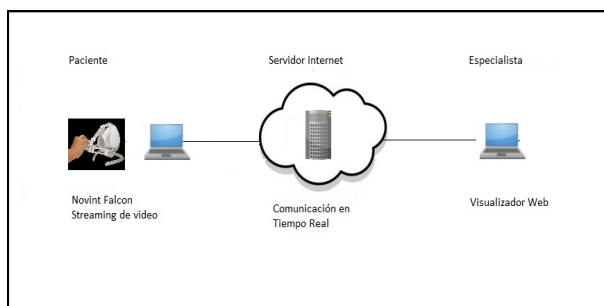 Paciente
Servidor Internet
Especialista
Novint Falcon
Streaming de video
Comunicación en
Tiempo Real
Visualizador Web